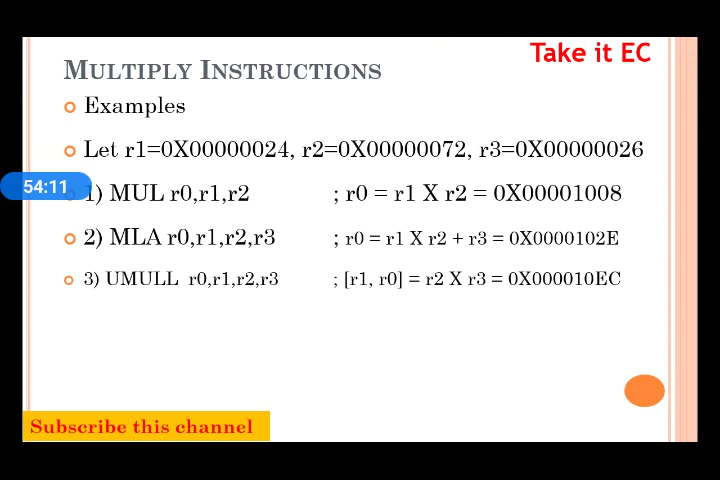 Take it EC
MULTIPLY INSTRUCTIONS
Examples
Let r1=0X00000024, r2=0X00000072, r3=0X00000026
54:11
1) MUL r0,r1,r2 ; r0 = r1 X r2 = 0X00001008
2) MLA r0,r1,r2,r3 ; r0 = r1 X r2 + r3 = 0X0000102E
3) UMULL r0,r1,r2,r3 ; [r1, r0] = r2 X r3 = 0X000010EC
Subscribe this channel